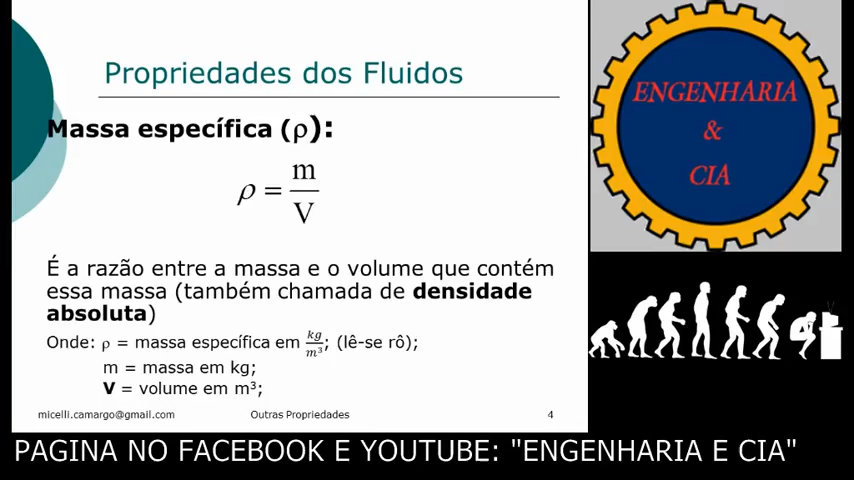 Propriedades dos Fluidos
Massa específica (ρ):
ρ = m/V
É a razão entre a massa e o volume que contém
essa massa (também chamada de densidade
absoluta)
Onde: ρ = massa específica em kg/m³; (lê-se rô);
m = massa em kg;
V = volume em m³;
micelli.camargo@gmail.com Outras Propriedades 4
ENGENHARIA
&
CIA
PAGINA NO FACEBOOK E YOUTUBE: "ENGENHARIA E CIA"